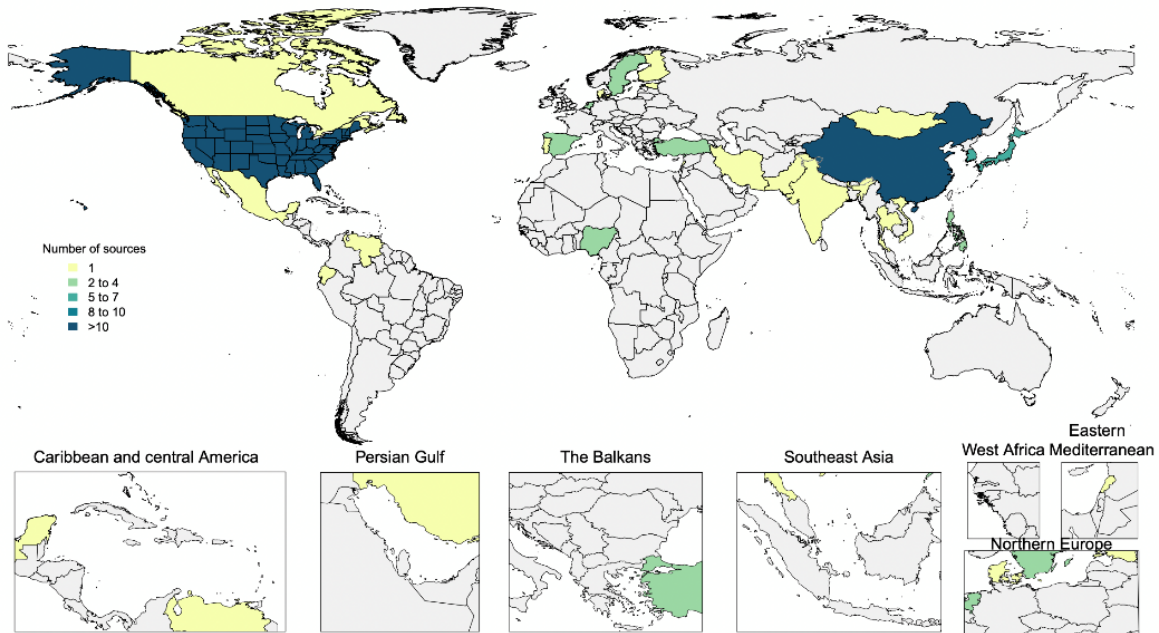 Number of sources
1
2 to 4
5 to 7
8 to 10
>10
Caribbean and central America
Persian Gulf
The Balkans
Southeast Asia
West Africa
Eastern
Mediterranean
Northern Europe